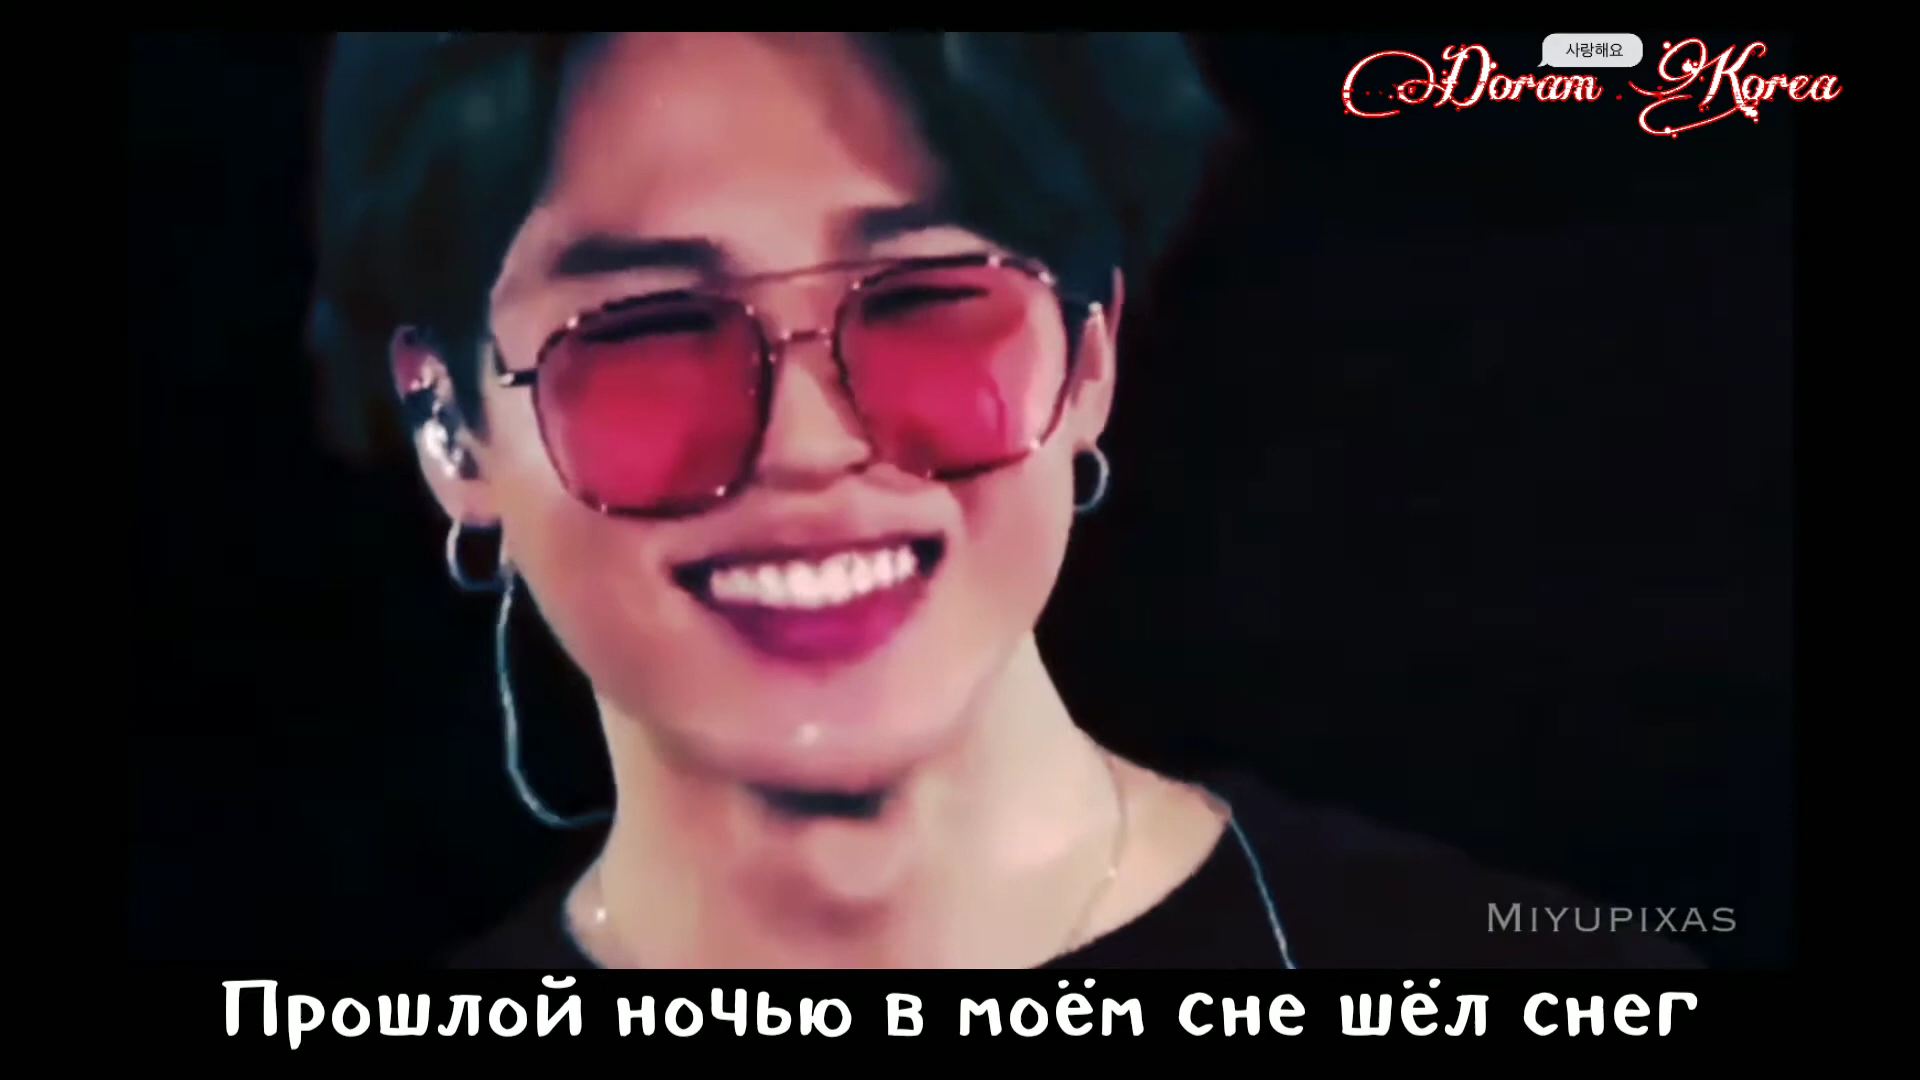 사랑해요
Doram Korea
MIYUPIXAS
Прошлой ночью в моём сне шёл снег